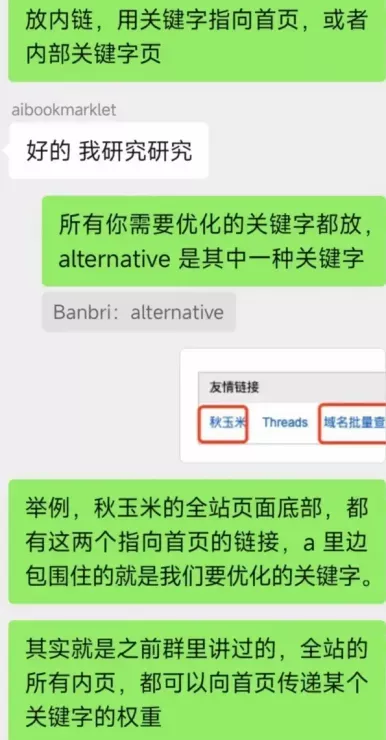 放内链，用关键字指向首页，或者
内部关键字页
aibookmarklet
好的 我研究研究
所有你需要优化的关键字都放，
alternative 是其中一种关键字
Banbri：alternative
友情链接
秋玉米 Threads 域名批量查
举例，秋玉米的全站页面底部，都
有这两个指向首页的链接，a 里边
包围住的就是我们要优化的关键字。
其实就是之前群里讲过的，全站的
所有内页，都可以向首页传递某个
关键字的权重